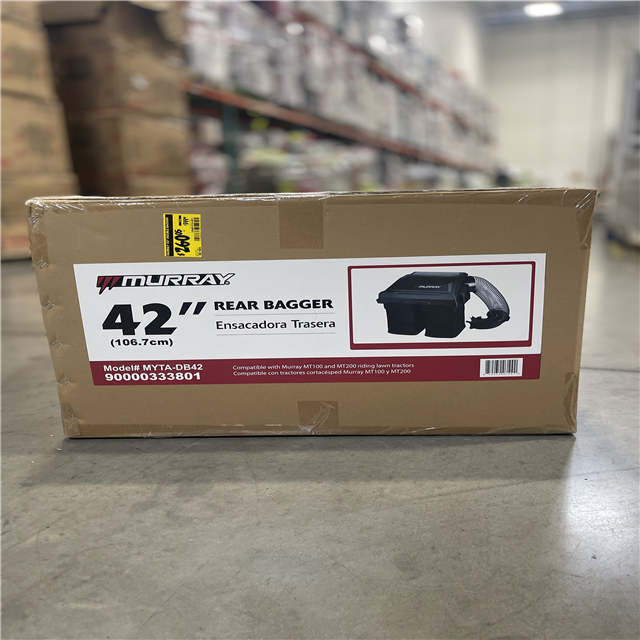 MURRAY
42"
(106.7cm)
REAR BAGGER
Ensacadora Trasera
Model# MYTA-DB42
90000333801
Compatible with Murray MT100 and MT200 riding lawn tractors
Compatible con tractores cortacésped Murray MT100 y MT200